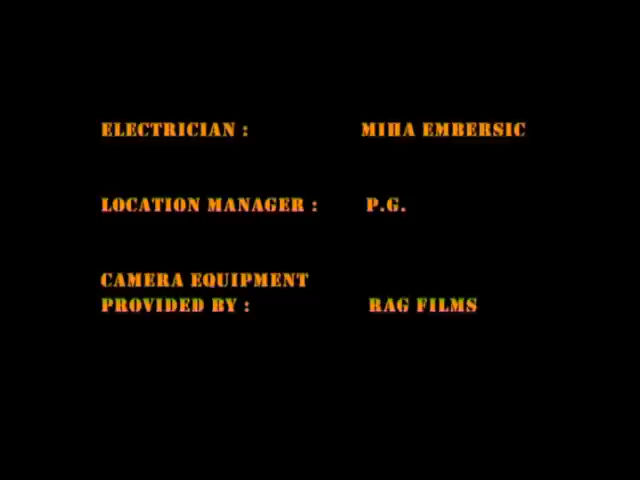 ELECTRICIAN : MIHA EMBERSIC
LOCATION MANAGER : P.G.
CAMERA EQUIPMENT
PROVIDED BY : RAG FILMS